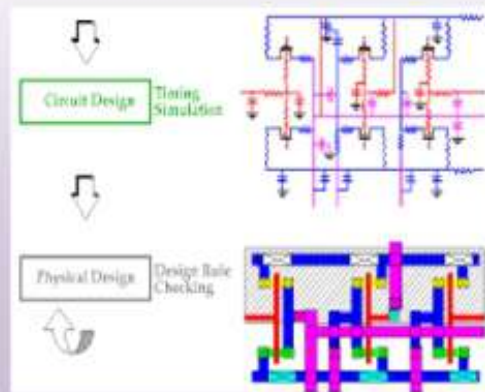 Circuit Design
Timing
Simulation
Physical Design
Design Rule
Checking